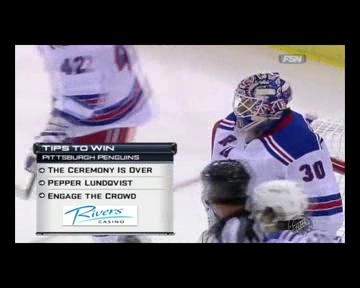 42
FSN
TIPS TO WIN
PITTSBURGH PENGUINS
THE CEREMONY IS OVER
PEPPER LUNDQVIST
ENGAGE THE CROWD
Rivers
CASINO
30